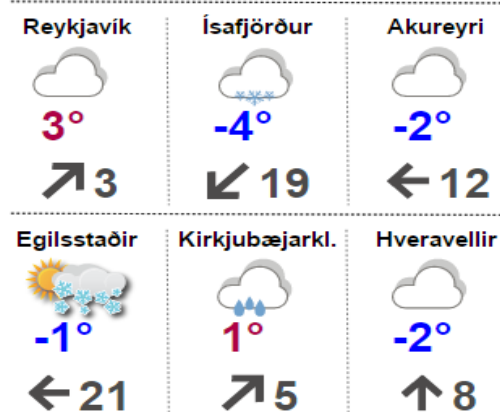 Reykjavík Ísafjörður Akureyri
3° -4° -2°
3 19 12
Egilsstaðir Kirkjubæjarkl. Hveravellir
-1° 1° -2°
21 5 8